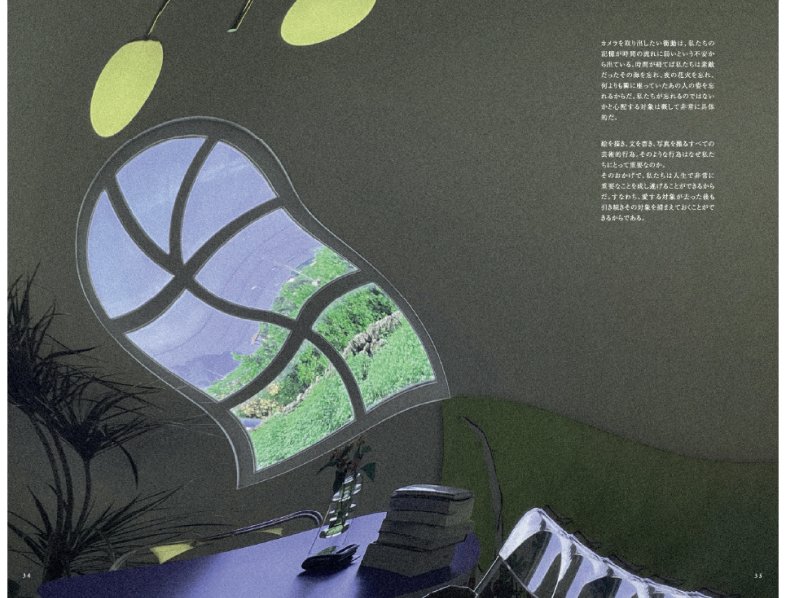 カメラを取り出したい衝動は、私たちの
記憶が時間の流れに弱いという不安か
ら出ている。時間が経てば私たちは素敵
だったその海を忘れ、夜の花火を忘れ、
何よりも隣に座っていたあの人の姿を忘
れるからだ。私たちが忘れるのではない
かと心配する対象は概して非常に具体
的だ。
絵を描き、文を書き、写真を撮るすべての
芸術的行為、そのような行為はなぜ私た
ちにとって重要なのか。
そのおかげで、私たちは人生で非常に
重要なことを成し遂げることができるから
だ。すなわち、愛する対象が去った後も
引き続きその対象を捕まえておくことがで
きるからである。
34
35